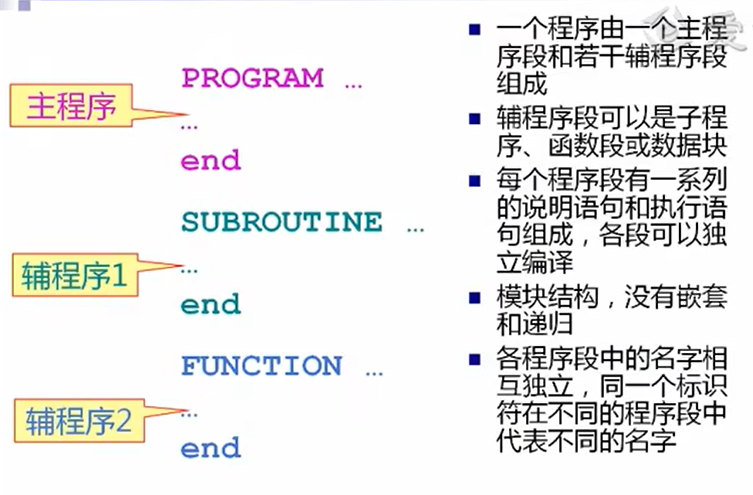 PROGRAM …
主程序
…
end
SUBROUTINE …
辅程序1
…
end
FUNCTION …
辅程序2
…
end
一个程序由一个主程
序段和若干辅程序段
组成
辅程序段可以是子程
序、函数段或数据块
每个程序段有一系列
的说明语句和执行语
句组成，各段可以独
立编译
模块结构，没有嵌套
和递归
各程序段中的名字相
互独立，同一个标识
符在不同的程序段中
代表不同的名字
爱